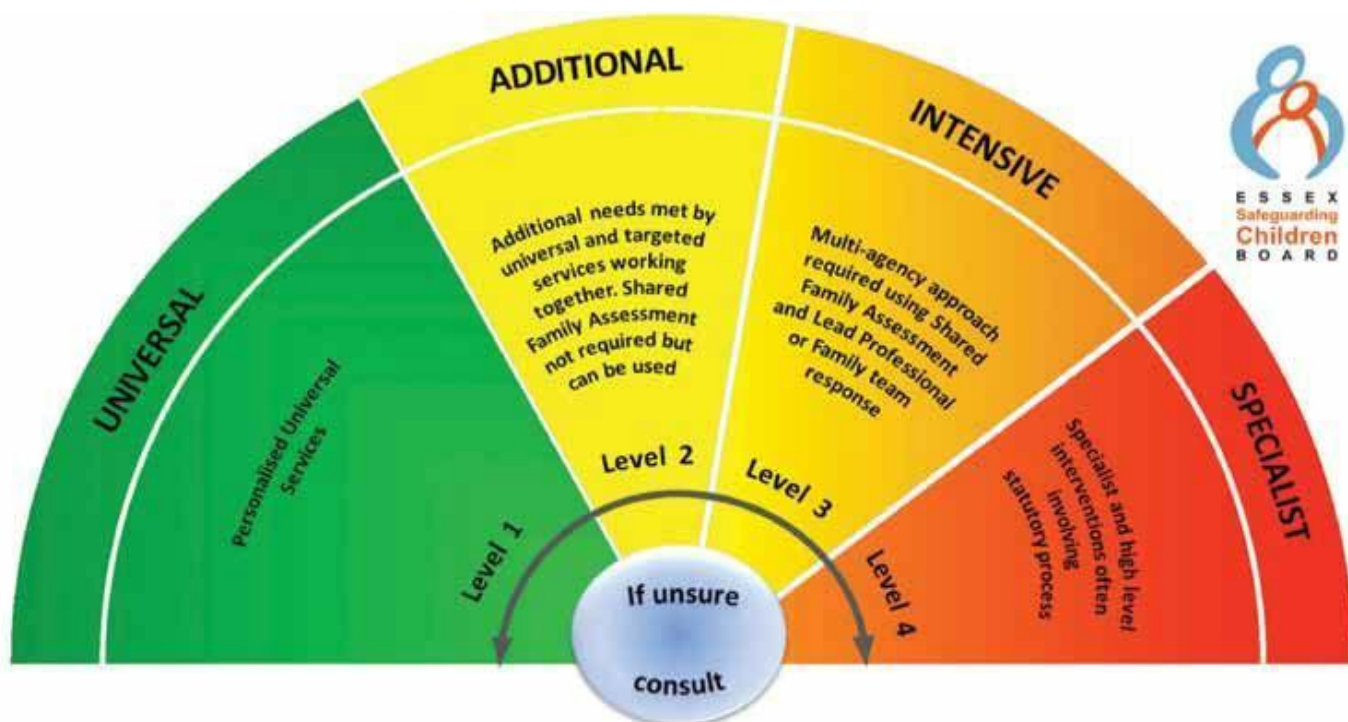 UNIVERSAL
Personalised Universal
Services
Level 1
ADDITIONAL
Additional needs met by
universal and targeted
services working
together. Shared
Family Assessment
not required but
can be used
Level 2
INTENSIVE
Multi-agency approach
required using Shared
Family Assessment
and Lead Professional
or Family team
response
Level 3
SPECIALIST
Specialist and high level
interventions often
involving
statutory process
Level 4
If unsure
consult
ESSEX
Safeguarding
Children
BOARD